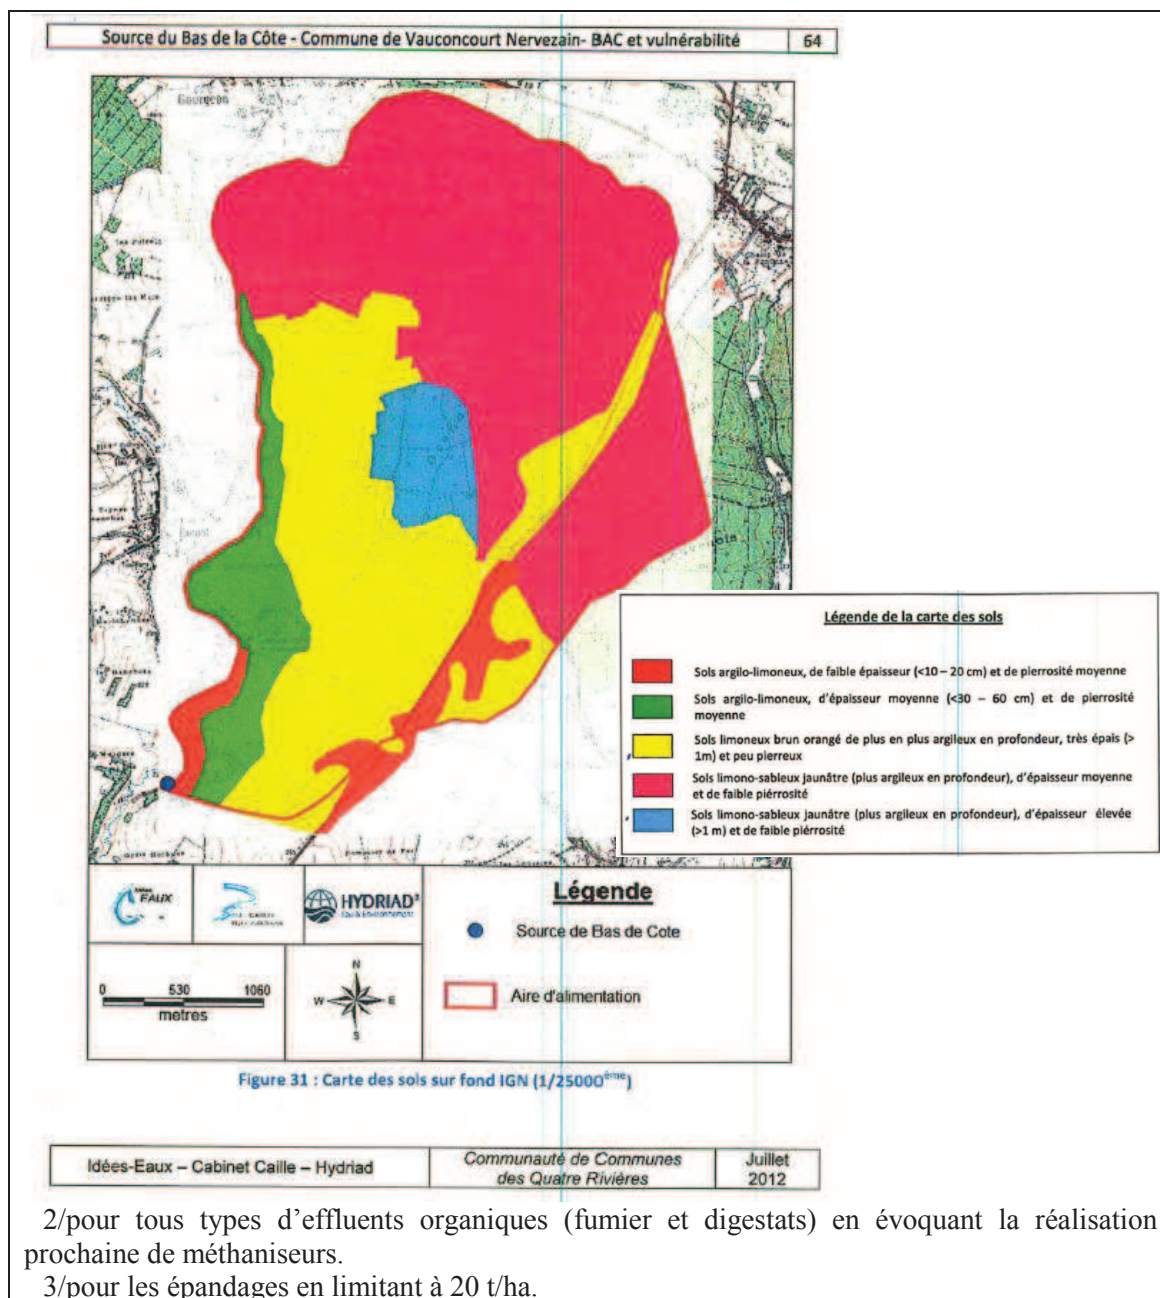 Source du Bas de la Côte - Commune de Vauconcourt Nervezain- BAC et vulnérabilité 64
Gourgeon
Légende de la carte des sols
Sols argilo-limoneux, de faible épaisseur (<10 – 20 cm) et de pierrosité moyenne
Sols argilo-limoneux, d'épaisseur moyenne (<30 – 60 cm) et de pierrosité
moyenne
Sols limoneux brun orangé de plus en plus argileux en profondeur, très épais (>
1m) et peu pierreux
Sols limono-sableux jaunâtre (plus argileux en profondeur), d'épaisseur moyenne
et de faible piérrosité
Sols limono-sableux jaunâtre (plus argileux en profondeur), d'épaisseur élevée
(>1 m) et de faible piérrosité
EAUX
HYDRIAD
Eau & Environnement
Légende
Source de Bas de Cote
Aire d'alimentation
0 530 1060
metres
N
W E
S
Figure 31 : Carte des sols sur fond IGN (1/25000ème)
Idées-Eaux – Cabinet Caille – Hydriad
Communauté de Communes
des Quatre Rivières
Juillet
2012
2/pour tous types d'effluents organiques (fumier et digestats) en évoquant la réalisation
prochaine de méthaniseurs.
3/pour les épandages en limitant à 20 t/ha.